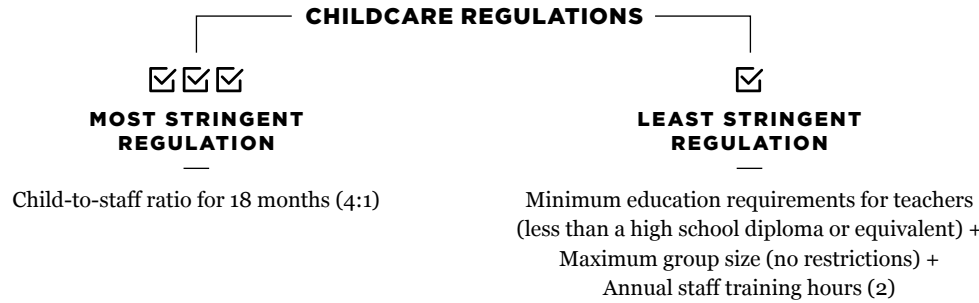 CHILDCARE REGULATIONS
MOST STRINGENT
REGULATION
Child-to-staff ratio for 18 months (4:1)
LEAST STRINGENT
REGULATION
Minimum education requirements for teachers
(less than a high school diploma or equivalent) +
Maximum group size (no restrictions) +
Annual staff training hours (2)